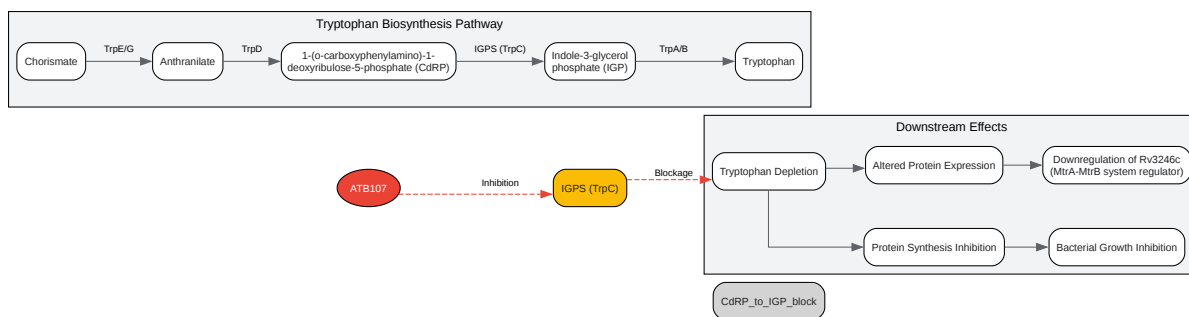 Tryptophan Biosynthesis Pathway
Chorismate
TrpE/G
Anthranilate
TrpD
1-(o-carboxyphenylamino)-1-
deoxyribulose-5-phosphate (CdRP)
IGPS (TrpC)
Indole-3-glycerol
phosphate (IGP)
TrpA/B
Tryptophan
Downstream Effects
ATB107
Inhibition
IGPS (TrpC)
Blockage
Tryptophan Depletion
Altered Protein Expression
Downregulation of Rv3246c
(MtrA-MtrB system regulator)
Protein Synthesis Inhibition
Bacterial Growth Inhibition
CdRP_to_IGP_block